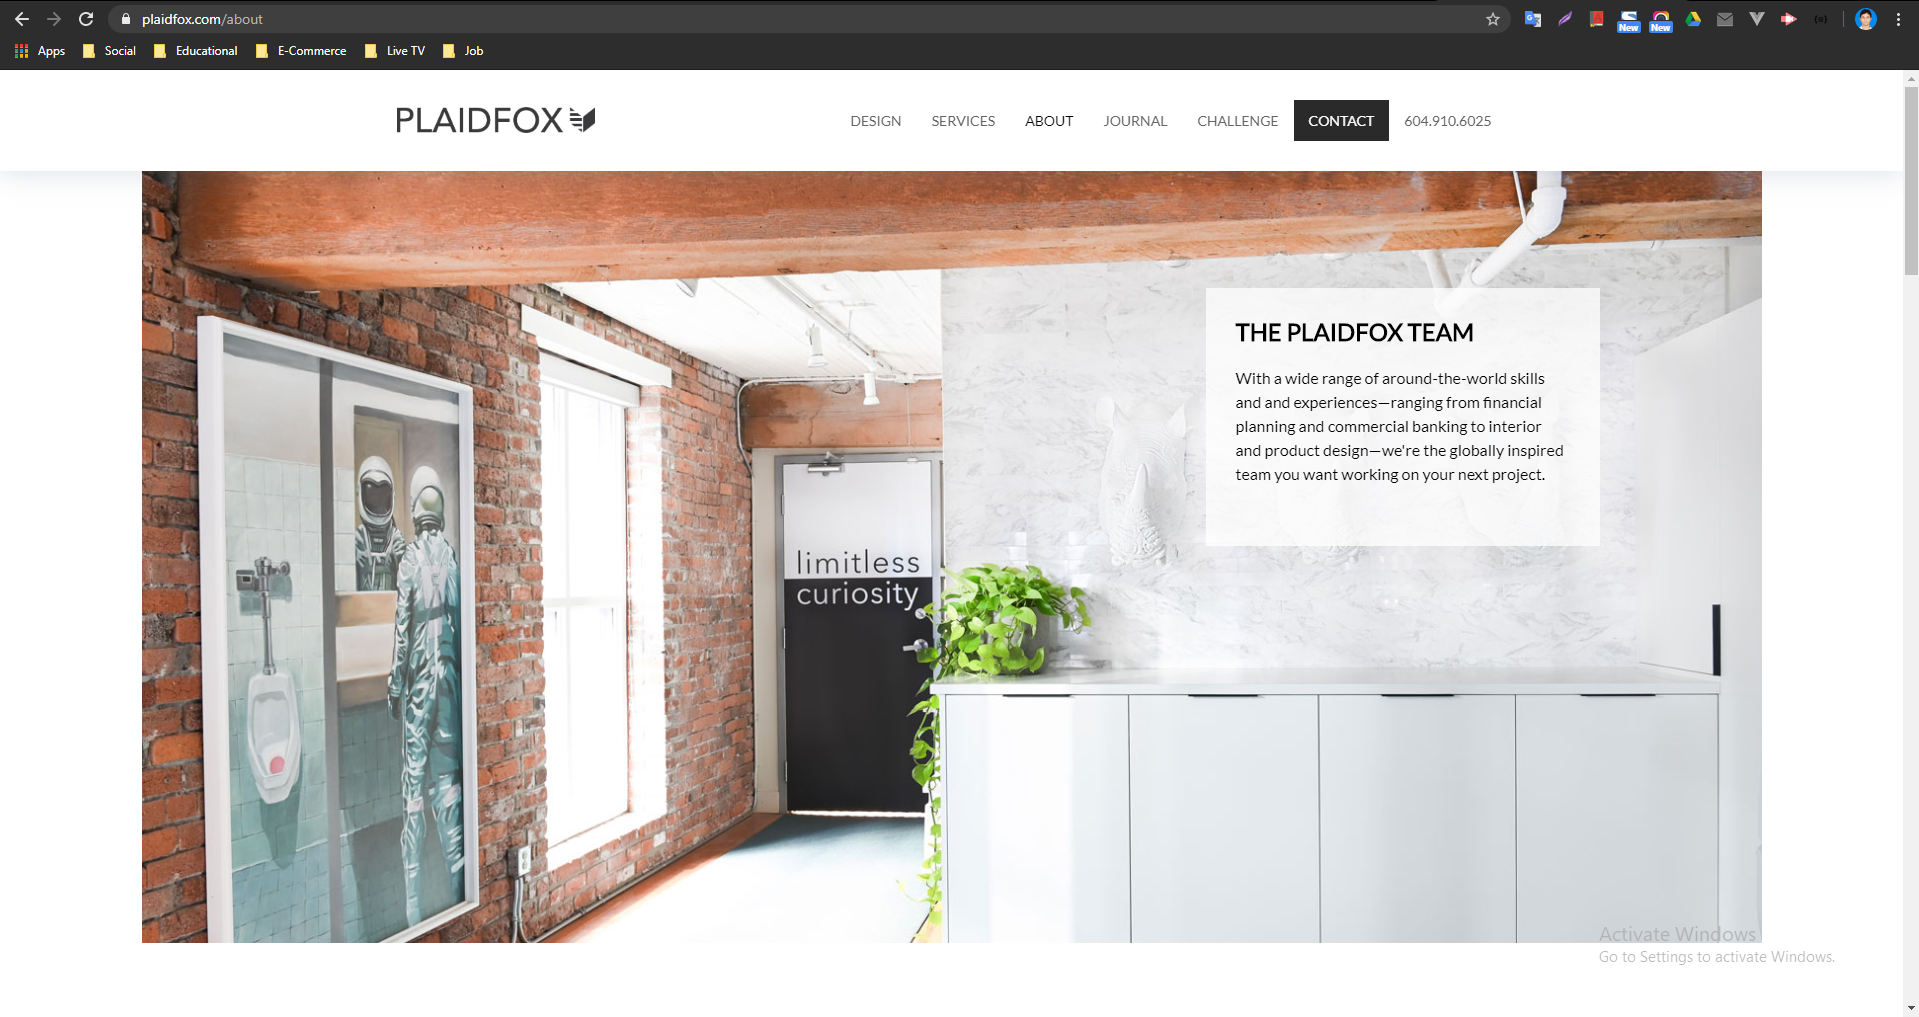 plaidfox.com/about
New
New
Apps
Social
Educational
E-Commerce
Live TV
Job
PLAIDFOX
DESIGN
SERVICES
ABOUT
JOURNAL
CHALLENGE
CONTACT
604.910.6025
THE PLAIDFOX TEAM
With a wide range of around-the-world skills
and and experiences—ranging from financial
planning and commercial banking to interior
and product design—we're the globally inspired
team you want working on your next project.
limitless
curiosity
Activate Windows
Go to Settings to activate Windows.